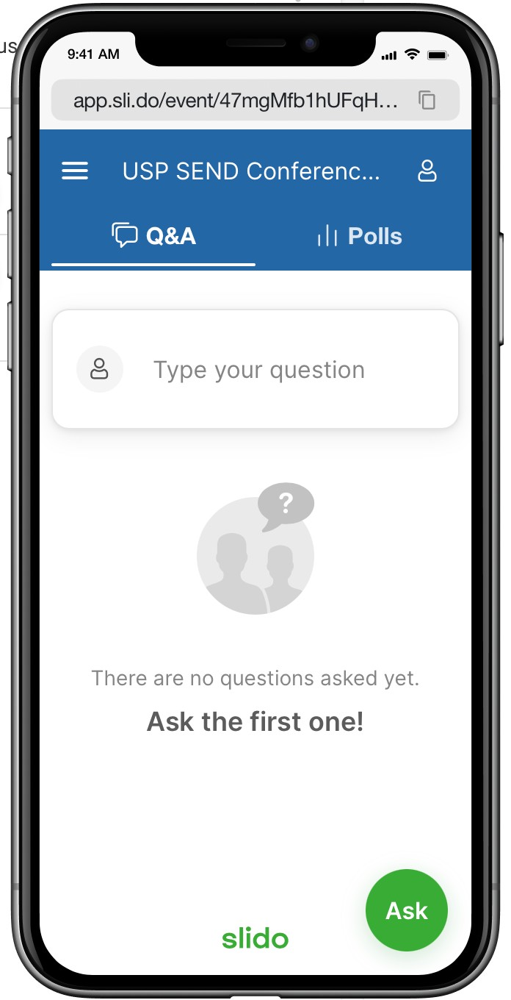 us
9:41 AM
app.sli.do/event/47mgMfb1hUFqH...
USP SEND Conferenc...
Q&A
Polls
Type your question
?
There are no questions asked yet.
Ask the first one!
Ask
slido